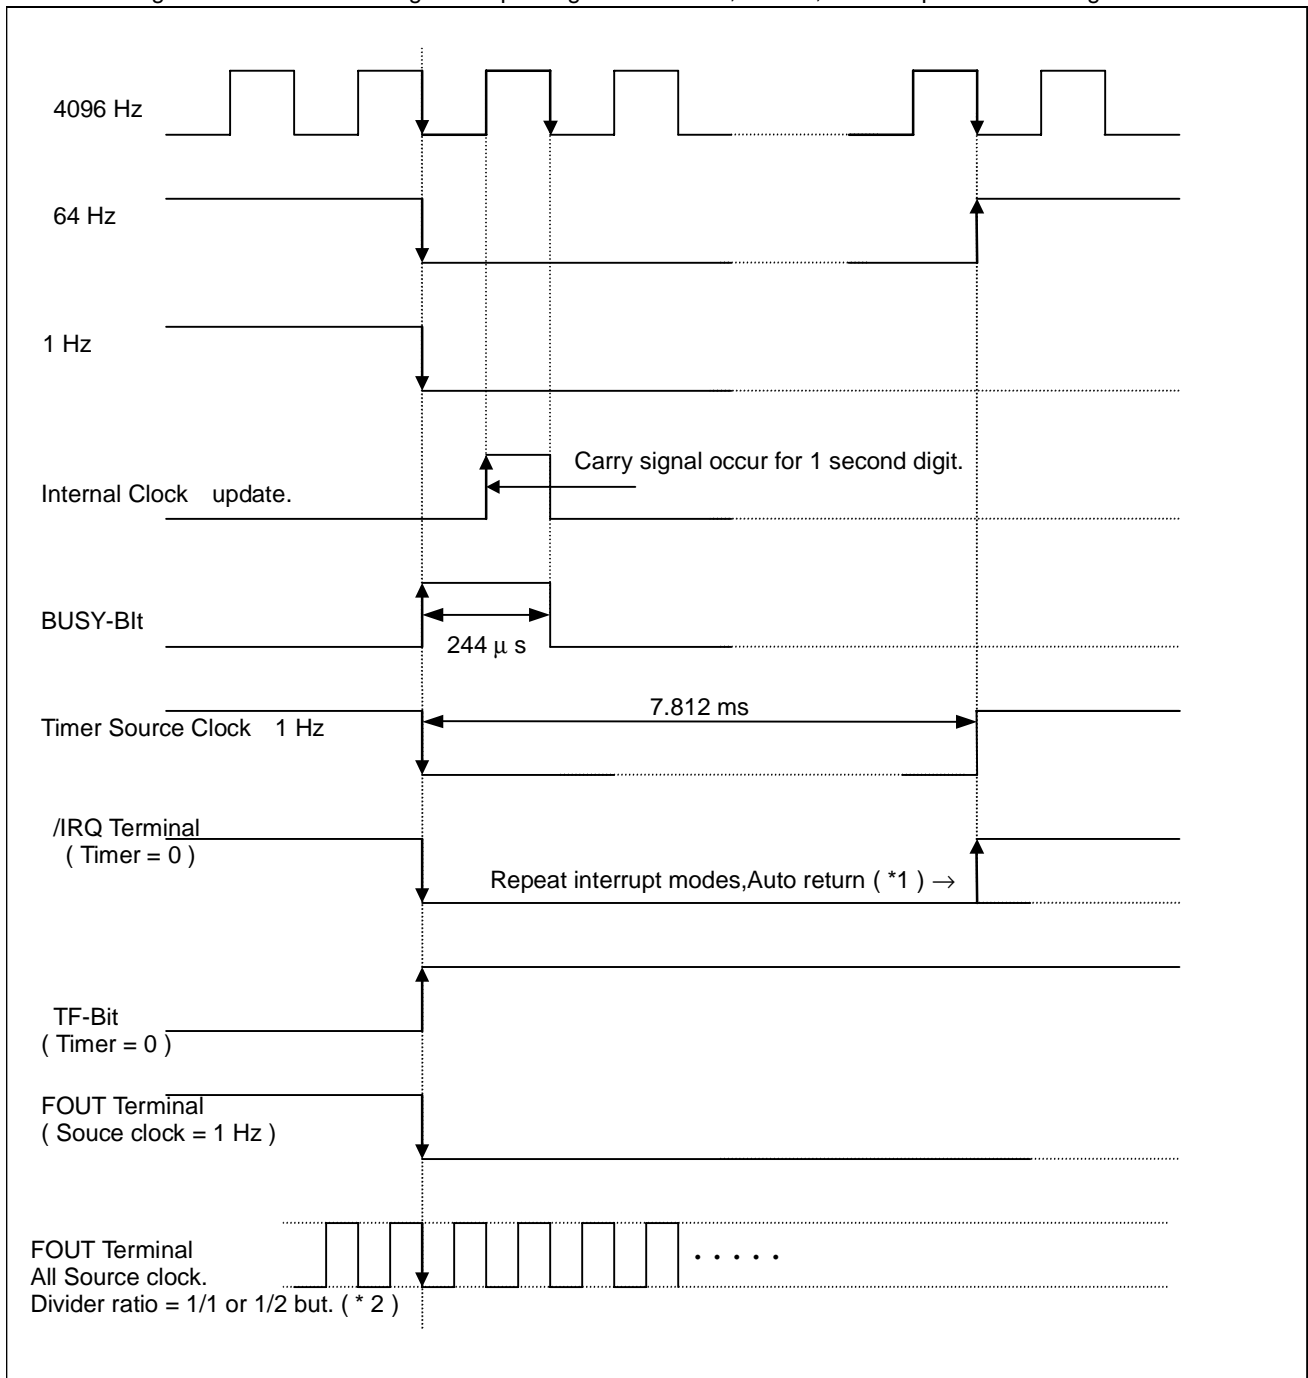 4096 Hz
64 Hz
1 Hz
Carry signal occur for 1 second digit.
Internal Clock update.
BUSY-BIt
244 µ s
7.812 ms
Timer Source Clock 1 Hz
/IRQ Terminal
( Timer = 0 )
Repeat interrupt modes,Auto return ( *1 ) →
TF-Bit
( Timer = 0 )
FOUT Terminal
( Souce clock = 1 Hz )
FOUT Terminal
All Source clock.
Divider ratio = 1/1 or 1/2 but. ( * 2 )
. . . . .